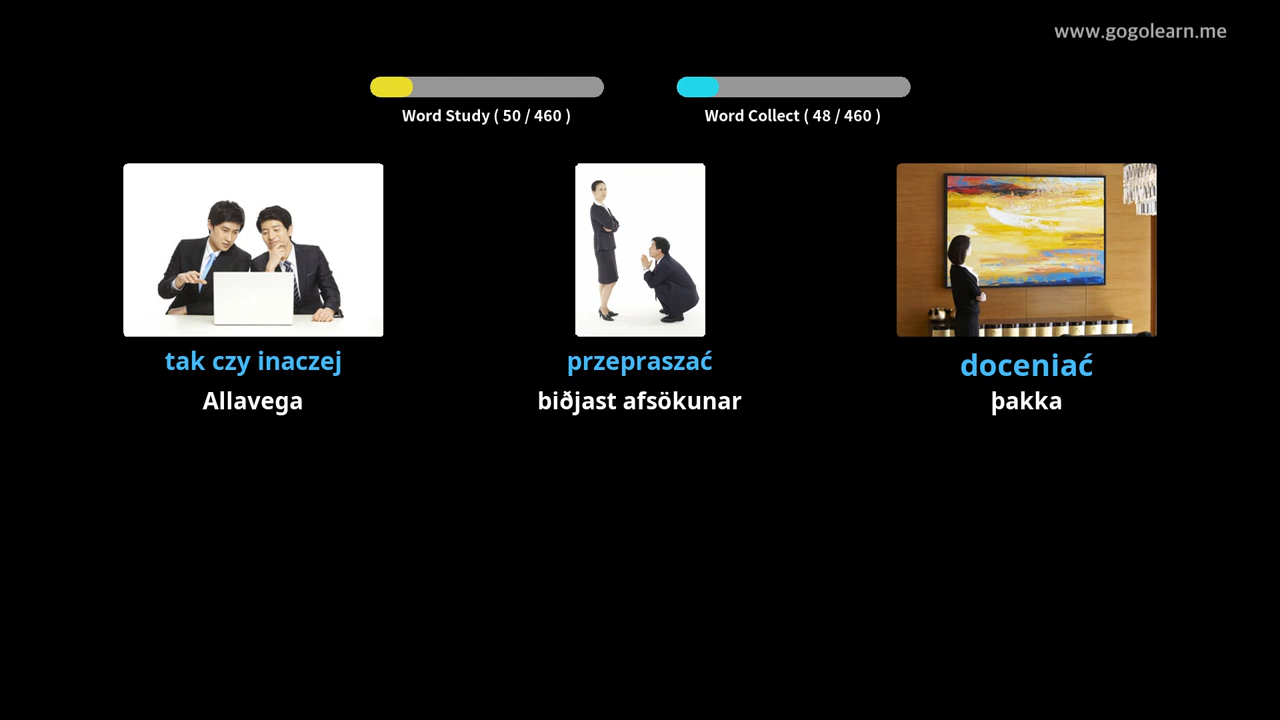 www.gogolearn.me
Word Study ( 50 / 460 )
Word Collect ( 48 / 460 )
tak czy inaczej
Allavega
przepraszać
biðjast afsökunar
doceniać
þakka